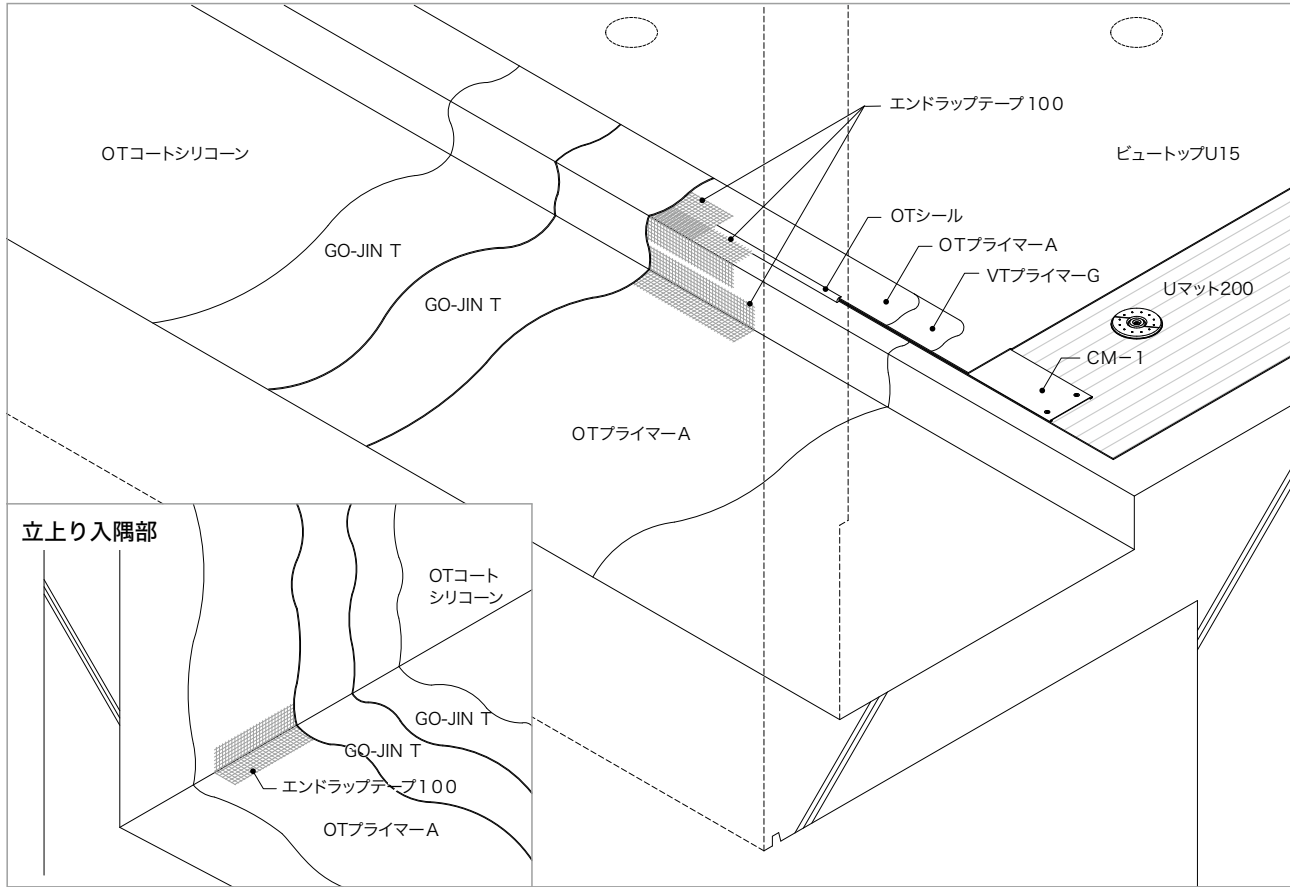 エンドラップテープ100
OTコートシリコーン
ビュートップU15
OTシール
GO-JIN T
OTプライマーA
VTプライマーG
Uマット200
GO-JIN T
CM-1
OTプライマーA
立上り入隅部
OTコート
シリコーン
GO-JIN T
GO-JIN T
エンドラップテープ100
OTプライマーA